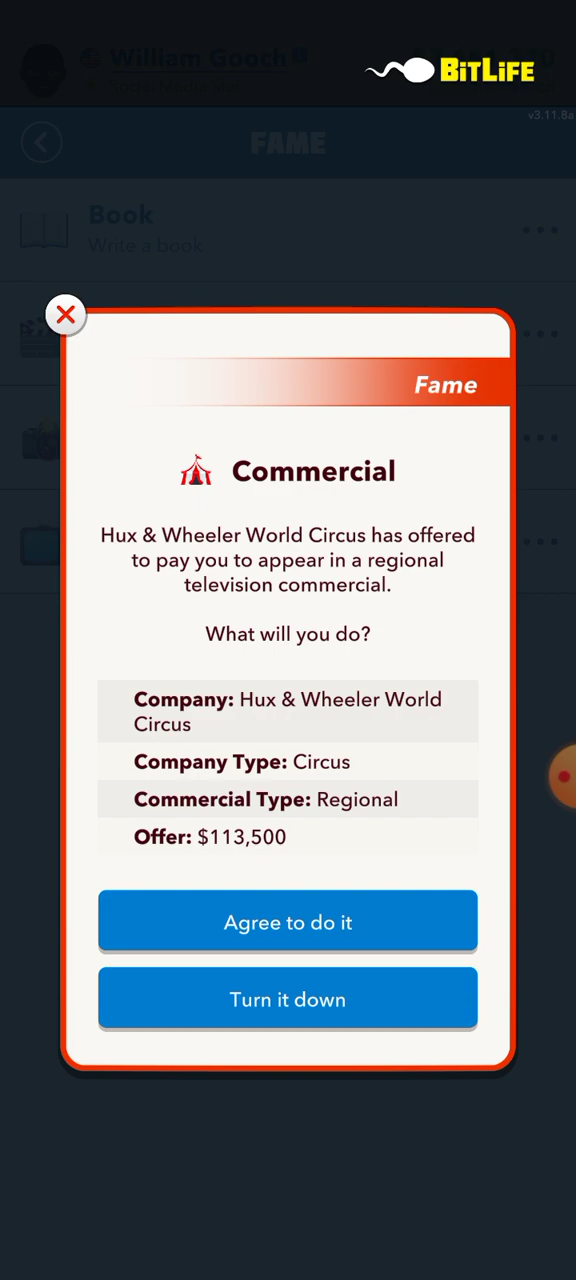 William Gooch
BITLIFE
v3.11.8a
FAME
Book
Write a book
Fame
Commercial
Hux & Wheeler World Circus has offered
to pay you to appear in a regional
television commercial.
What will you do?
Company: Hux & Wheeler World
Circus
Company Type: Circus
Commercial Type: Regional
Offer: $113,500
Agree to do it
Turn it down